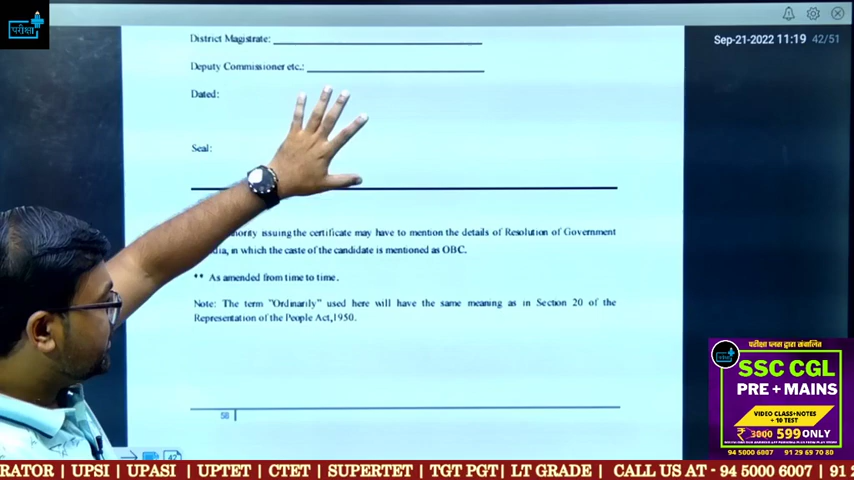 परीक्षा
Sep-21-2022 11:19 42/51
District Magistrate:
Deputy Commissioner etc.:
Dated:
Seal:
issuing the certificate may have to mention the details of Resolution of Government
in which the caste of the candidate is mentioned as OBC.
** As amended from time to time.
Note: The term "Ordinarily" used here will have the same meaning as in Section 20 of the
Representation of the People Act,1950.
58
42
परीक्षा प्लस द्वारा संचालित
SSC CGL
PRE + MAINS
VIDEO CLASS+NOTES
+ 10 TEST
₹ 3000 599 ONLY
94 5000 6007 | 91 29 69 70 80
RATOR | UPSI | UPASI | UPTET | CTET | SUPERTET | TGT PGT| LT GRADE | CALL US AT - 94 5000 6007 | 91 2